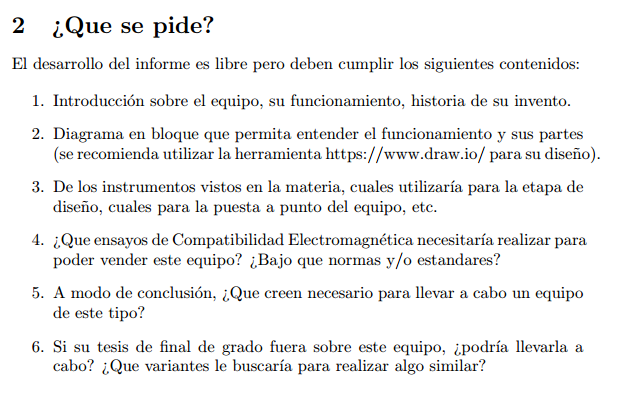 2 ¿Que se pide?
El desarrollo del informe es libre pero deben cumplir los siguientes contenidos:
1. Introducción sobre el equipo, su funcionamiento, historia de su invento.
2. Diagrama en bloque que permita entender el funcionamiento y sus partes
(se recomienda utilizar la herramienta https://www.draw.io/ para su diseño).
3. De los instrumentos vistos en la materia, cuales utilizaría para la etapa de
diseño, cuales para la puesta a punto del equipo, etc.
4. ¿Que ensayos de Compatibilidad Electromagnética necesitaría realizar para
poder vender este equipo? ¿Bajo que normas y/o estandares?
5. A modo de conclusión, ¿Que creen necesario para llevar a cabo un equipo
de este tipo?
6. Si su tesis de final de grado fuera sobre este equipo, ¿podría llevarla a
cabo? ¿Que variantes le buscaría para realizar algo similar?